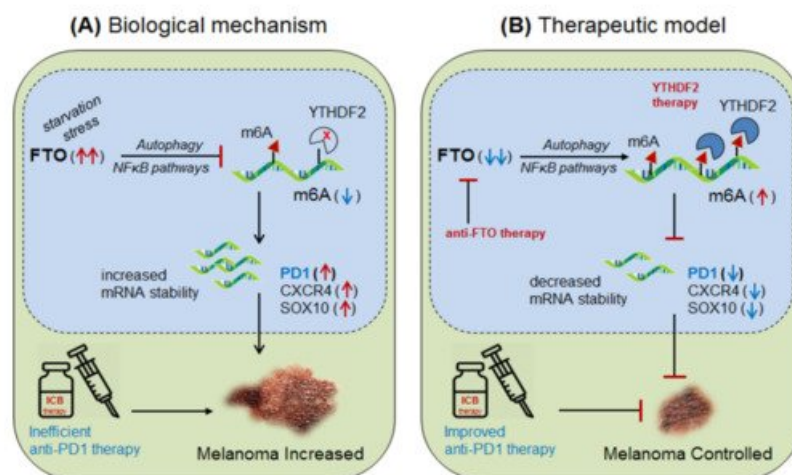 (A) Biological mechanism
starvation
stress
FTO (↑↑)
Autophagy
NFκB pathways
m6A
YTHDF2
x
m6A (↓)
increased
mRNA stability
PD1 (↑)
CXCR4 (↑)
SOX10 (↑)
ICB
therapy
Inefficient
anti-PD1 therapy
Melanoma Increased
(B) Therapeutic model
YTHDF2
therapy
YTHDF2
m6A
FTO (↓↓)
Autophagy
NFκB pathways
m6A (↑)
anti-FTO therapy
decreased
mRNA stability
PD1 (↓)
CXCR4 (↓)
SOX10 (↓)
ICB
therapy
Improved
anti-PD1 therapy
Melanoma Controlled